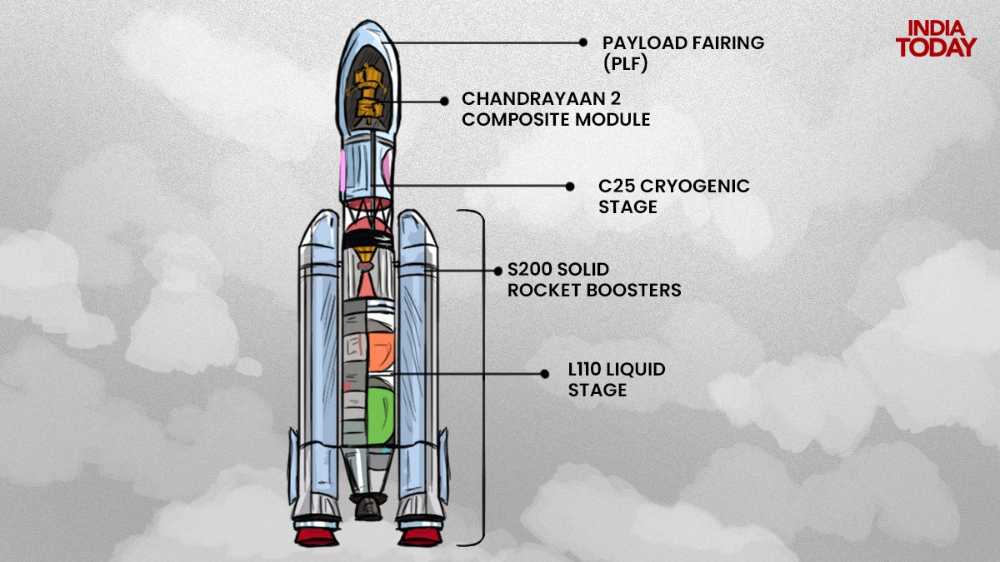 INDIA
TODAY
PAYLOAD FAIRING
(PLF)
CHANDRAYAAN 2
COMPOSITE MODULE
C25 CRYOGENIC
STAGE
S200 SOLID
ROCKET BOOSTERS
L110 LIQUID
STAGE